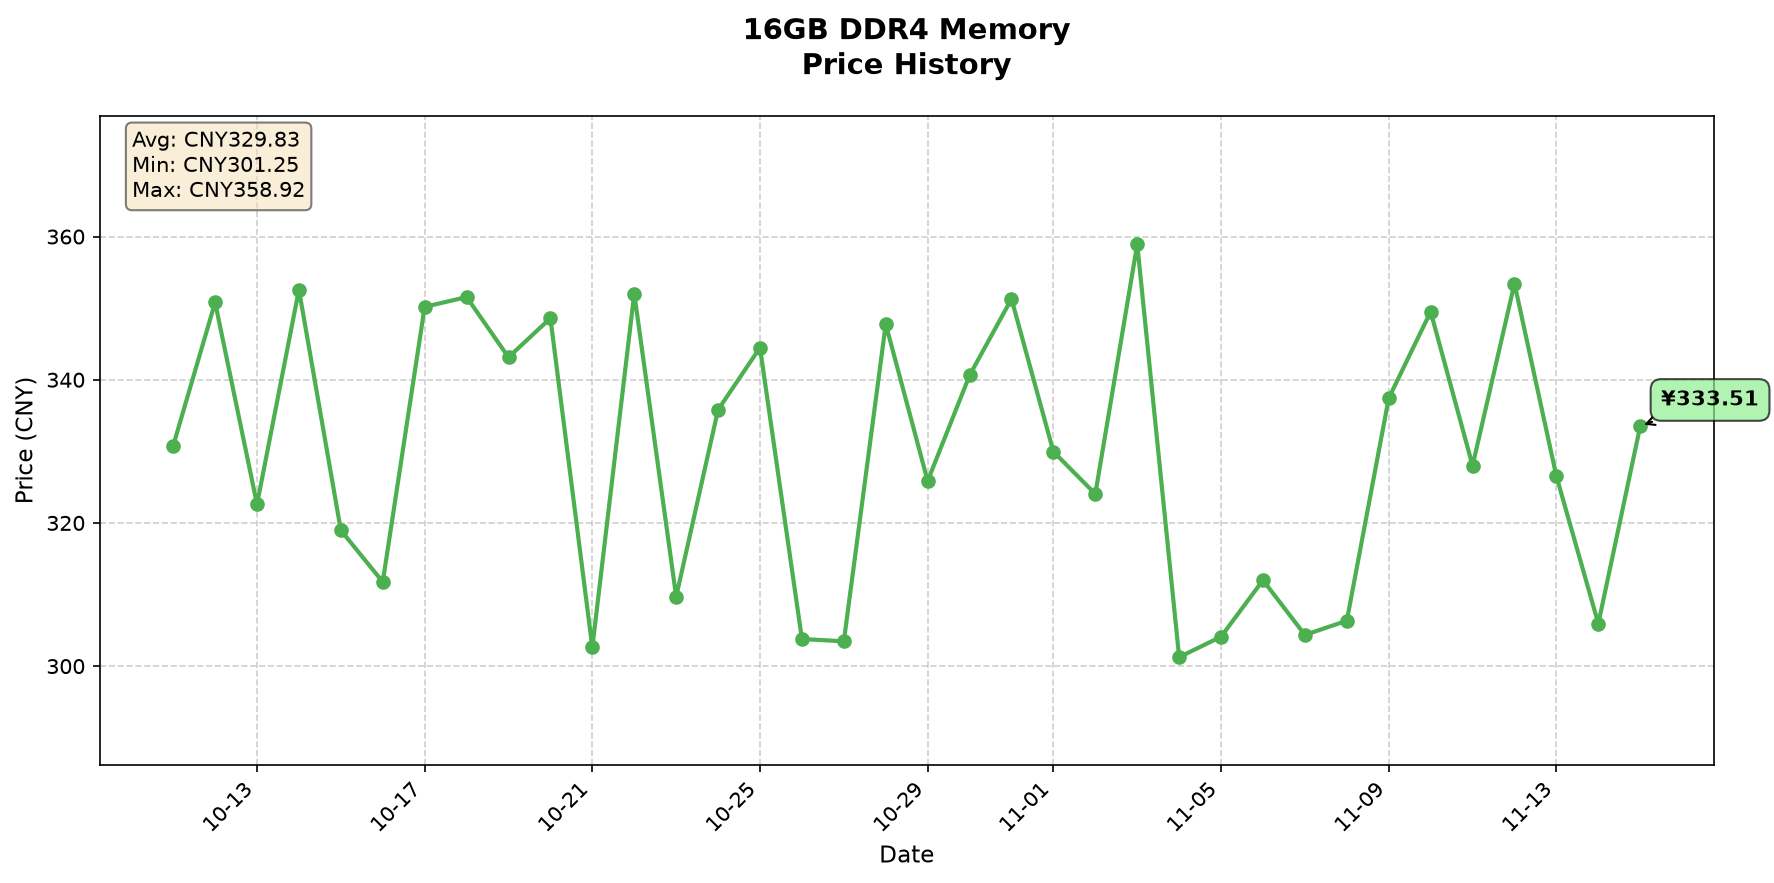 16GB DDR4 Memory
Price History
Avg: CNY329.83
Min: CNY301.25
Max: CNY358.92
360
340
320
300
Price (CNY)
¥333.51
10-13
10-17
10-21
10-25
10-29
11-01
11-05
11-09
11-13
Date